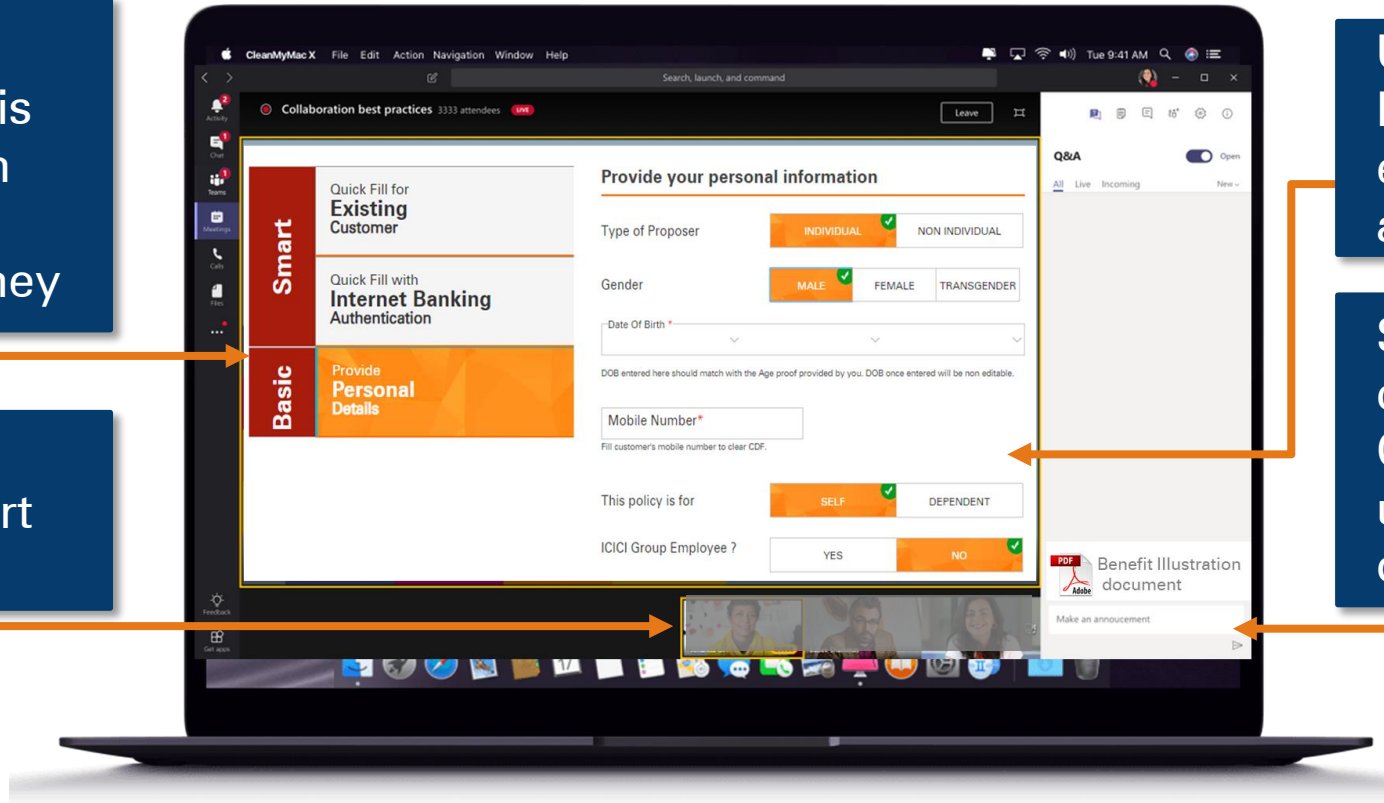 is
n
ney
rt
CleanMyMac X File Edit Action Navigation Window Help
Tue 9:41 AM
Search, launch, and command
Activity
Chat
Teams
Meetings
Calls
Files
Feedback
Get apps
Collaboration best practices 3333 attendees LIVE
Leave
Smart
Quick Fill for
Existing
Customer
Quick Fill with
Internet Banking
Authentication
Basic
Provide
Personal
Details
Provide your personal information
Type of Proposer INDIVIDUAL NON INDIVIDUAL
Gender MALE FEMALE TRANSGENDER
Date Of Birth *
DOB entered here should match with the Age proof provided by you. DOB once entered will be non editable.
Mobile Number*
Fill customer's mobile number to clear CDF.
This policy is for SELF DEPENDENT
ICICI Group Employee ? YES NO
Q&A Open
All Live Incoming New
PDF
Adobe
Benefit Illustration
document
Make an annoucement
17